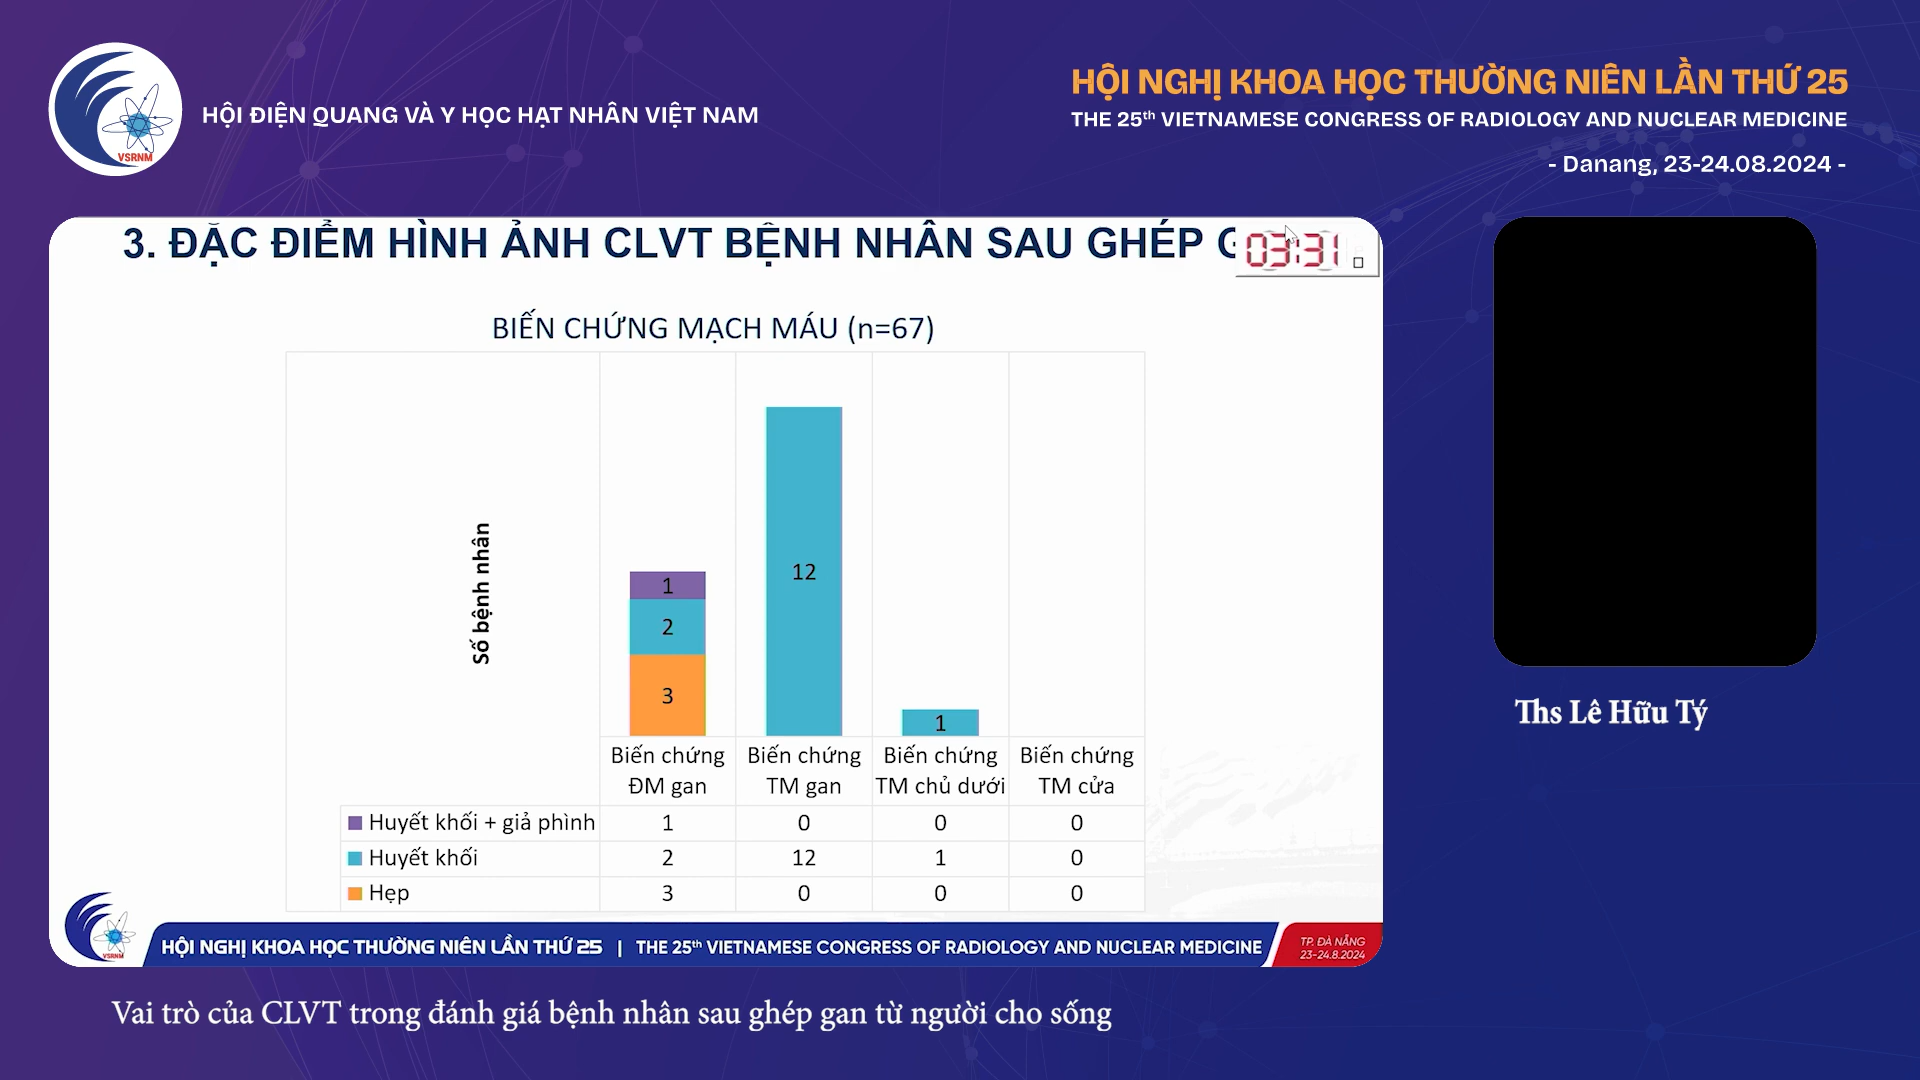 VSRNM
HỘI ĐIỆN QUANG VÀ Y HỌC HẠT NHÂN VIỆT NAM
HỘI NGHỊ KHOA HỌC THƯỜNG NIÊN LẦN THỨ 25
THE 25th VIETNAMESE CONGRESS OF RADIOLOGY AND NUCLEAR MEDICINE
- Danang, 23-24.08.2024 -
3. ĐẶC ĐIỂM HÌNH ẢNH CLVT BỆNH NHÂN SAU GHÉP
03:31
BIẾN CHỨNG MẠCH MÁU (n=67)
Số bệnh nhân
1
2
3
12
1
Biến chứng ĐM gan
Biến chứng TM gan
Biến chứng TM chủ dưới
Biến chứng TM cửa
Huyết khối + giả phình 1 0 0 0
Huyết khối 2 12 1 0
Hẹp 3 0 0 0
VSRNM
HỘI NGHỊ KHOA HỌC THƯỜNG NIÊN LẦN THỨ 25 | THE 25th VIETNAMESE CONGRESS OF RADIOLOGY AND NUCLEAR MEDICINE
TP. ĐÀ NẴNG
23-24.8.2024
Ths Lê Hữu Tý
Vai trò của CLVT trong đánh giá bệnh nhân sau ghép gan từ người cho sống